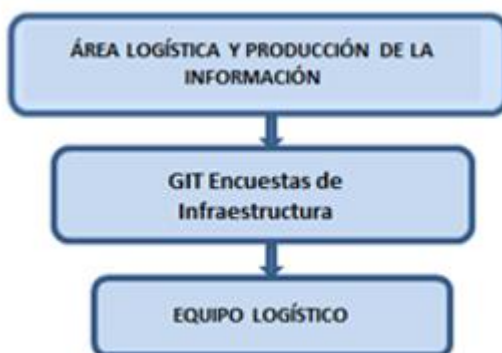 ÁREA LOGÍSTICA Y PRODUCCIÓN DE LA
INFORMACIÓN
GIT Encuestas de
Infraestructura
EQUIPO LOGÍSTICO